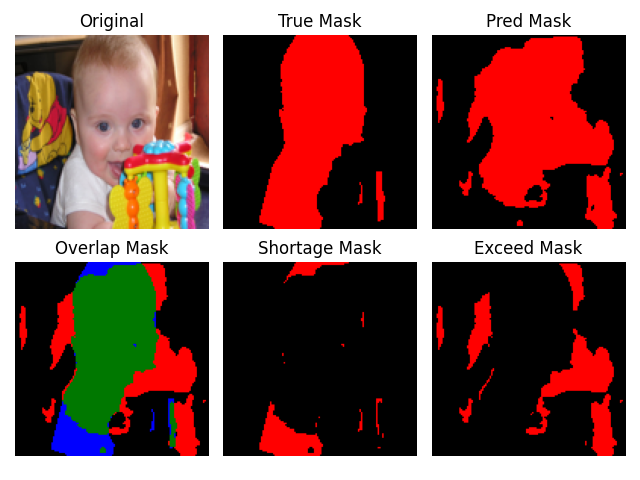 Original
True Mask
Pred Mask
Overlap Mask
Shortage Mask
Exceed Mask